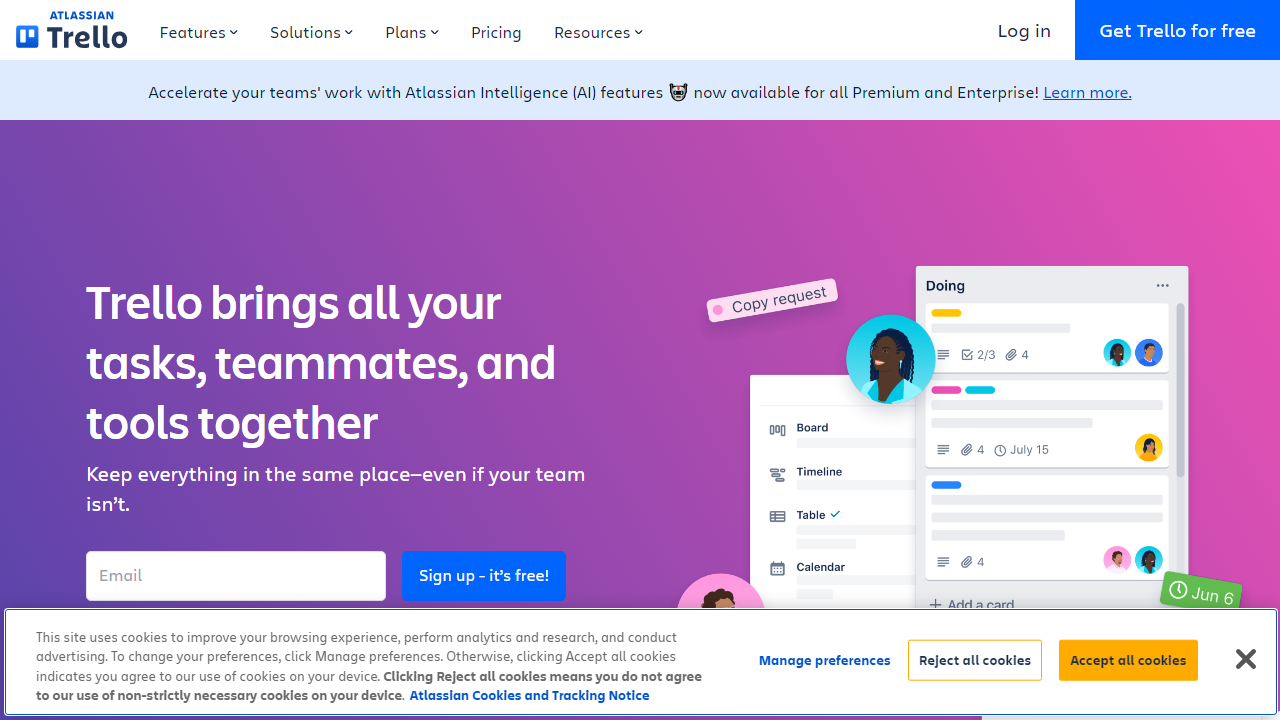 ATLASSIAN
Trello
Features
Solutions
Plans
Pricing
Resources
Log in
Get Trello for free
Accelerate your teams' work with Atlassian Intelligence (AI) features 🤖 now available for all Premium and Enterprise! Learn more.
Trello brings all your
tasks, teammates, and
tools together
Keep everything in the same place—even if your team
isn’t.
Email
Sign up - it’s free!
Copy request
Board
Timeline
Table
Calendar
Doing
2/3
4
4
July 15
4
Add a card
Jun 6
This site uses cookies to improve your browsing experience, perform analytics and research, and conduct
advertising. To change your preferences, click Manage preferences. Otherwise, clicking Accept all cookies
indicates you agree to our use of cookies on your device. Clicking Reject all cookies means you do not agree
to our use of non-strictly necessary cookies on your device. Atlassian Cookies and Tracking Notice
Manage preferences
Reject all cookies
Accept all cookies